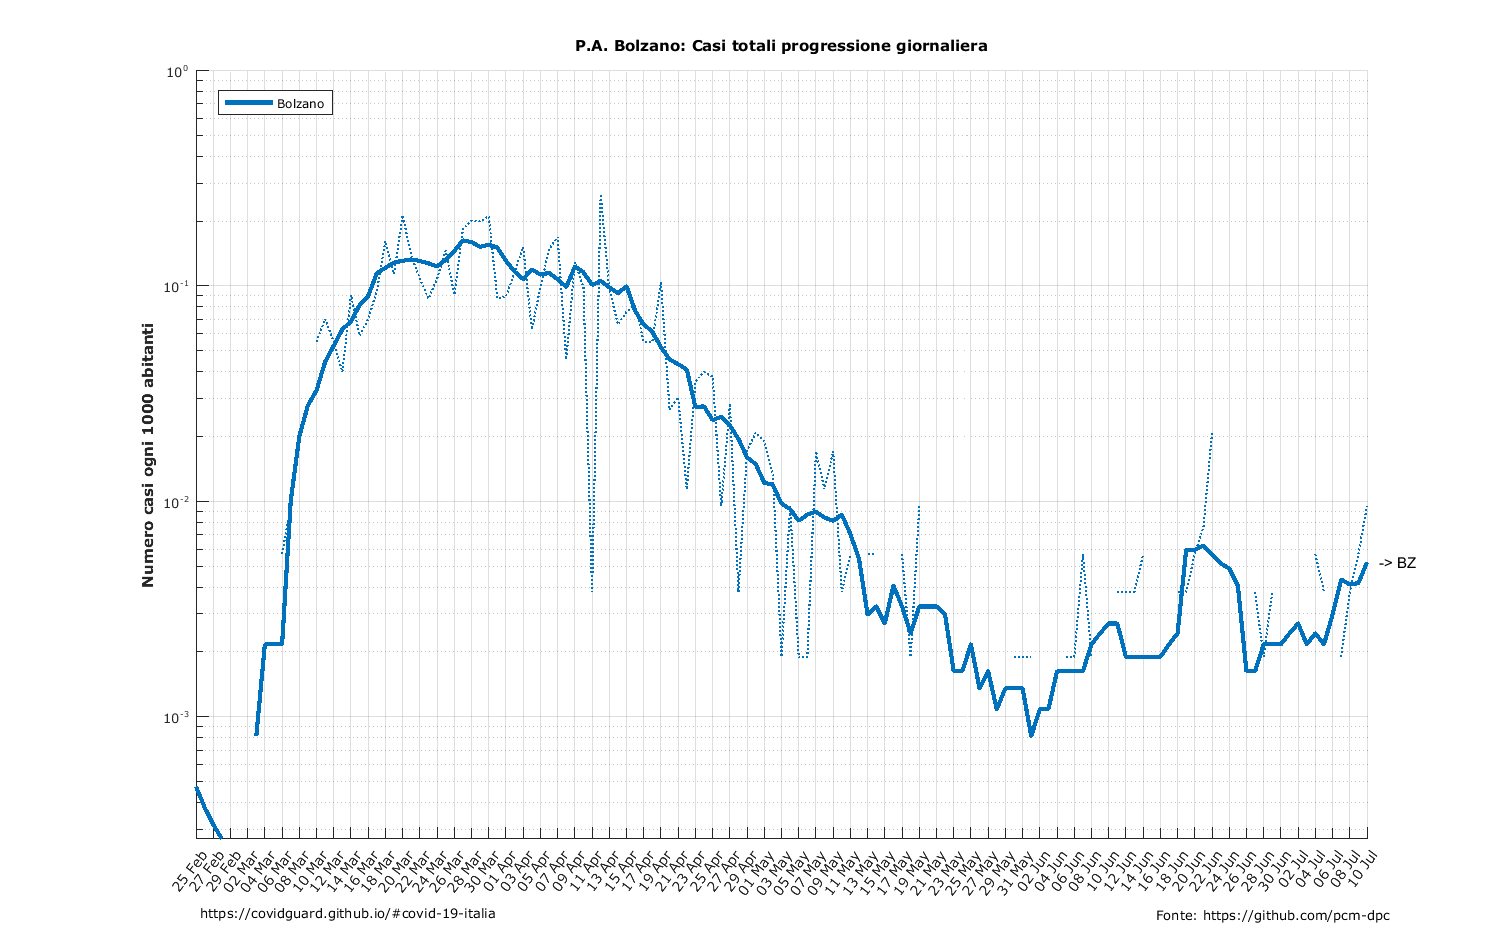 P.A. Bolzano: Casi totali progressione giornaliera
10⁰
Bolzano
10⁻¹
10⁻²
10⁻³
Numero casi ogni 1000 abitanti
-> BZ
25 Feb
27 Feb
29 Feb
02 Mar
04 Mar
06 Mar
08 Mar
10 Mar
12 Mar
14 Mar
16 Mar
18 Mar
20 Mar
22 Mar
24 Mar
26 Mar
28 Mar
30 Mar
01 Apr
03 Apr
05 Apr
07 Apr
09 Apr
11 Apr
13 Apr
15 Apr
17 Apr
19 Apr
21 Apr
23 Apr
25 Apr
27 Apr
29 Apr
01 May
03 May
05 May
07 May
09 May
11 May
13 May
15 May
17 May
19 May
21 May
23 May
25 May
27 May
29 May
31 May
02 Jun
04 Jun
06 Jun
08 Jun
10 Jun
12 Jun
14 Jun
16 Jun
18 Jun
20 Jun
22 Jun
24 Jun
26 Jun
28 Jun
30 Jun
02 Jul
04 Jul
06 Jul
08 Jul
10 Jul
https://covidguard.github.io/#covid-19-italia
Fonte: https://github.com/pcm-dpc